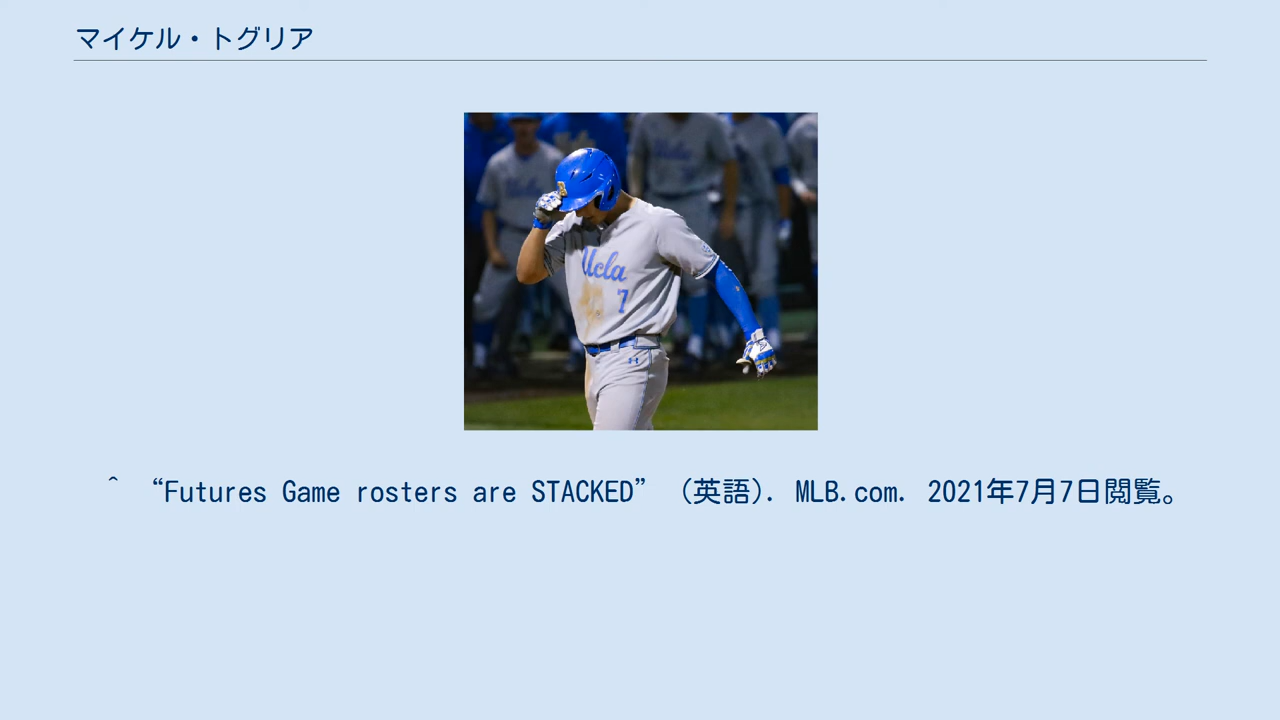 マイケル・トグリア
Ucla
7
^ “Futures Game rosters are STACKED” (英語). MLB.com. 2021年7月7日閲覧。